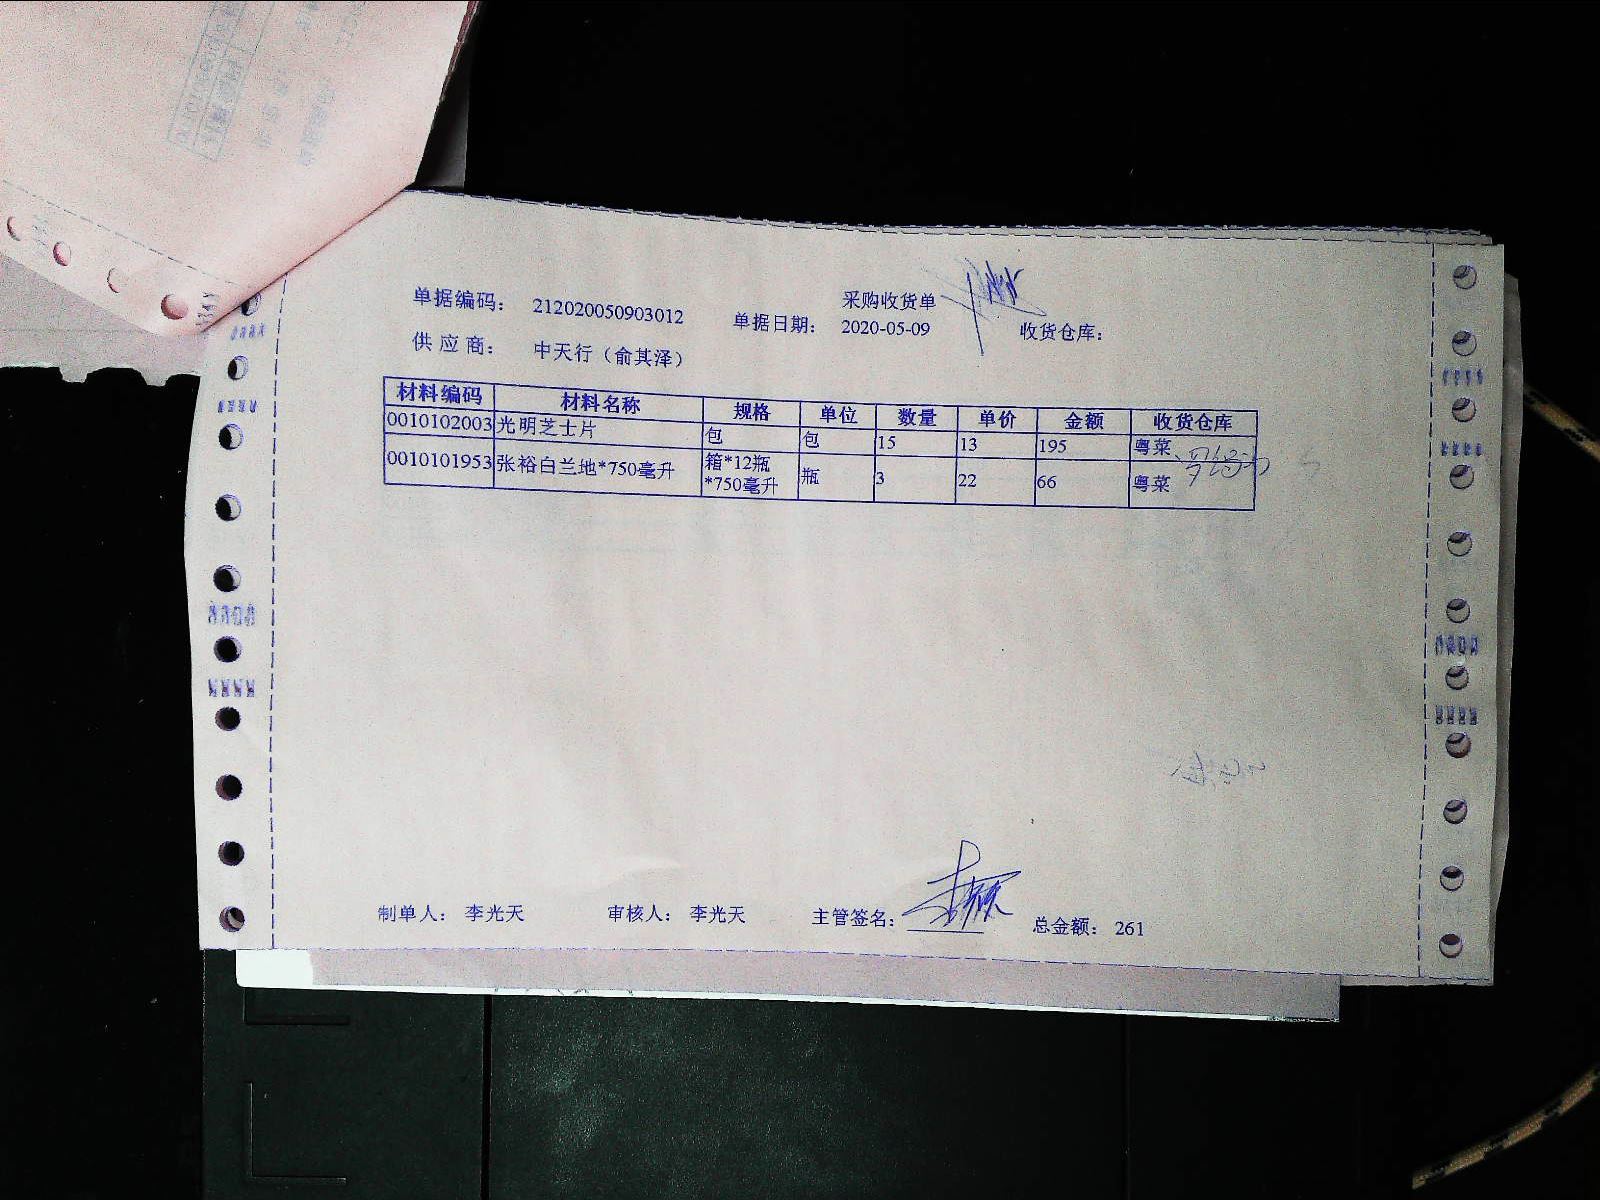 采购收货单
单据编码： 212020050903012 单据日期： 2020-05-09 收货仓库：
供应商： 中天行（俞其泽）
材料编码 材料名称 规格 单位 数量 单价 金额 收货仓库
0010102003 光明芝士片 包 包 15 13 195 粤菜
0010101953 张裕白兰地*750毫升 箱*12瓶*750毫升 瓶 3 22 66 粤菜
制单人： 李光天 审核人： 李光天 主管签名： 总金额： 261